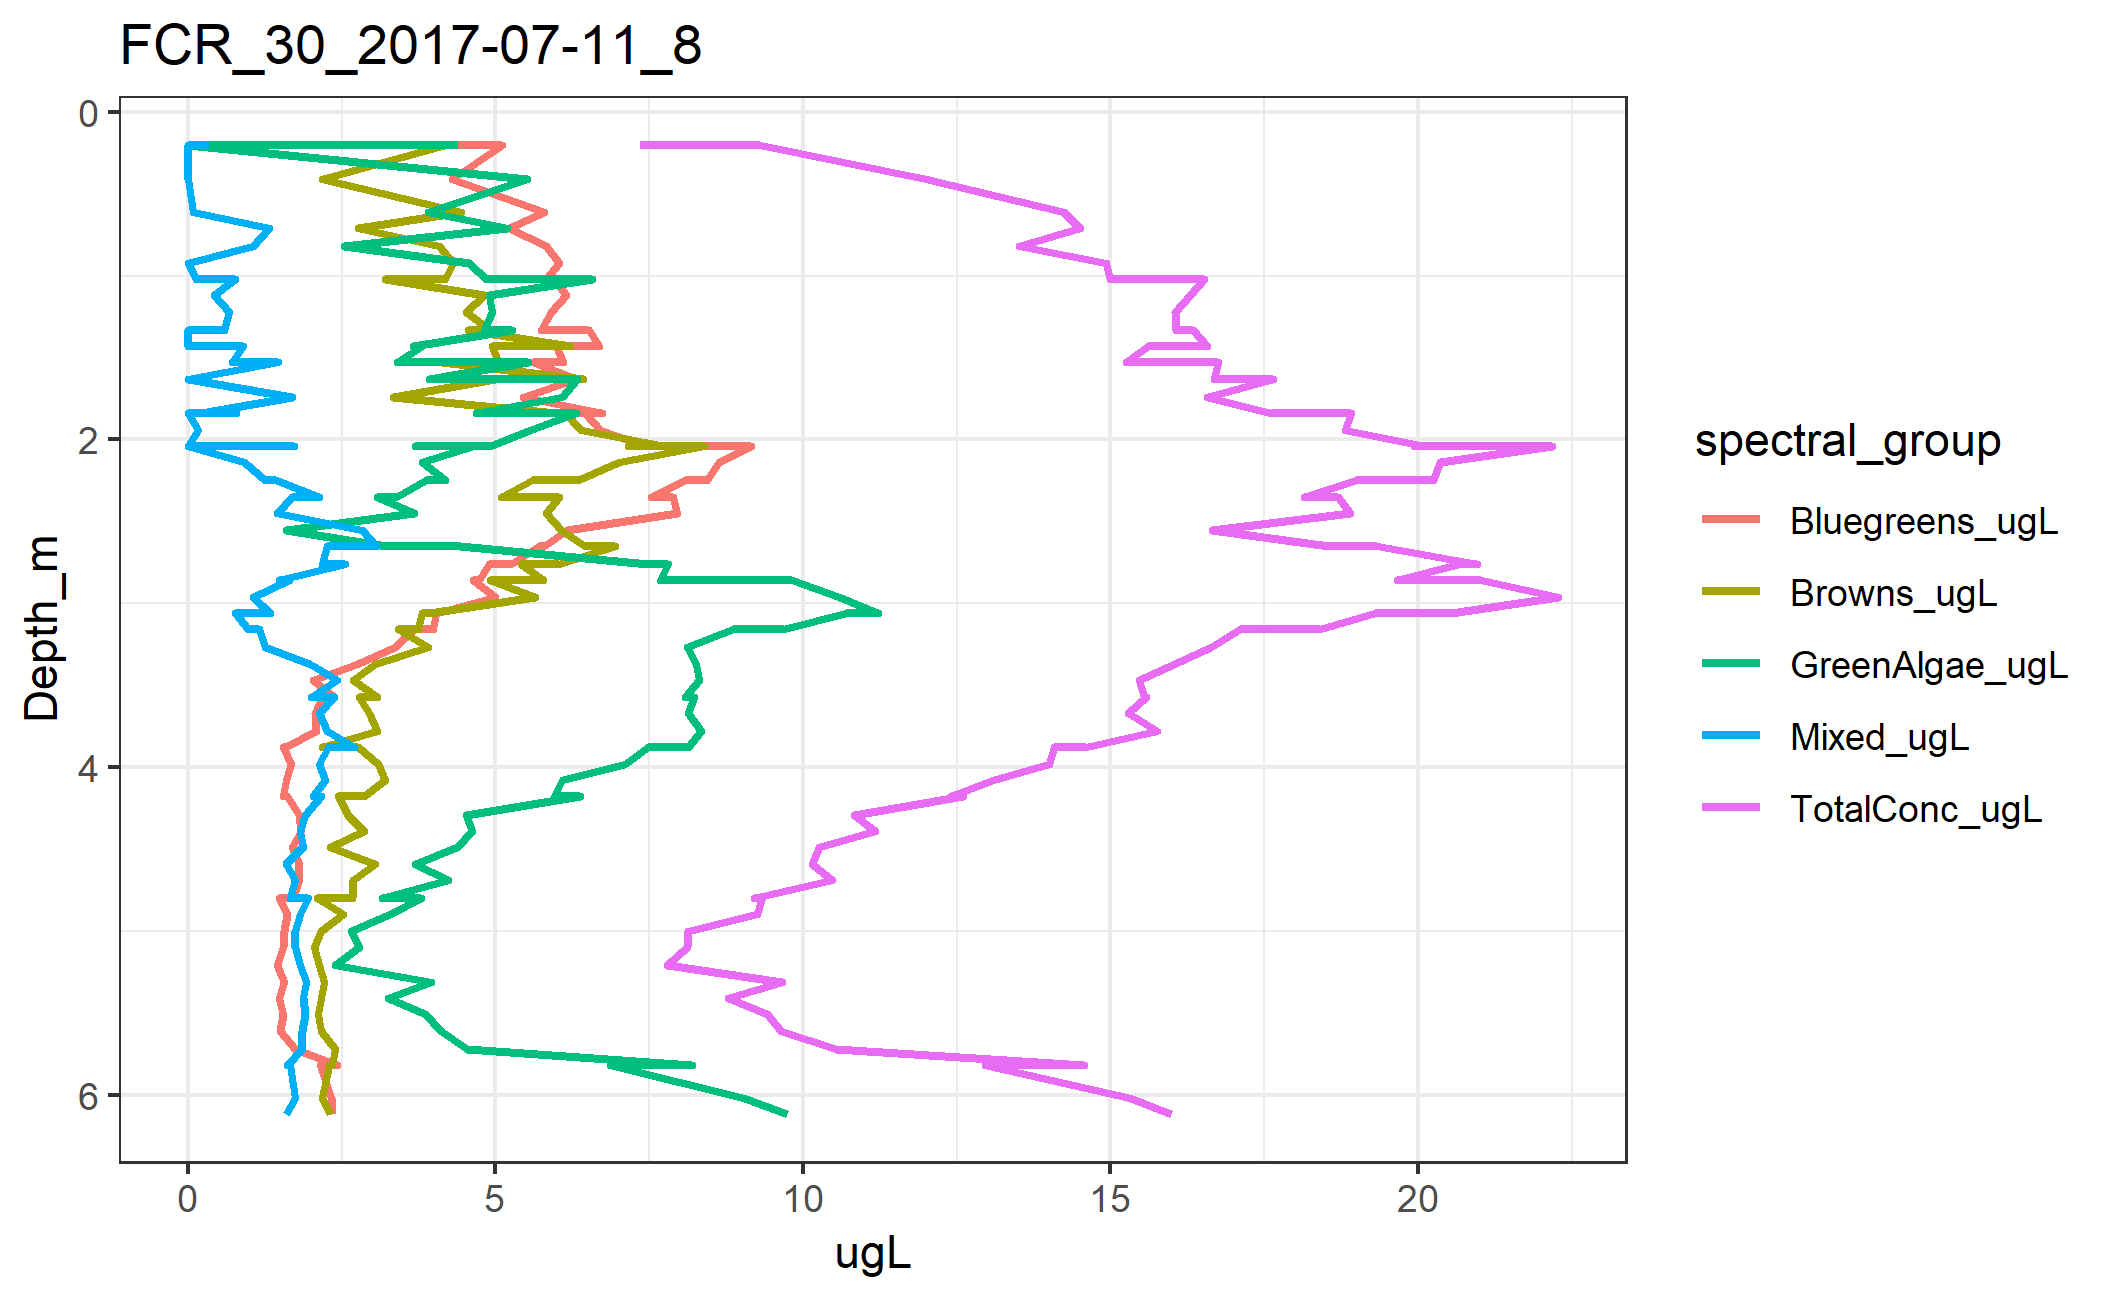 FCR_30_2017-07-11_8
0
2
4
6
Depth_m
0 5 10 15 20
ugL
spectral_group
Bluegreens_ugL
Browns_ugL
GreenAlgae_ugL
Mixed_ugL
TotalConc_ugL